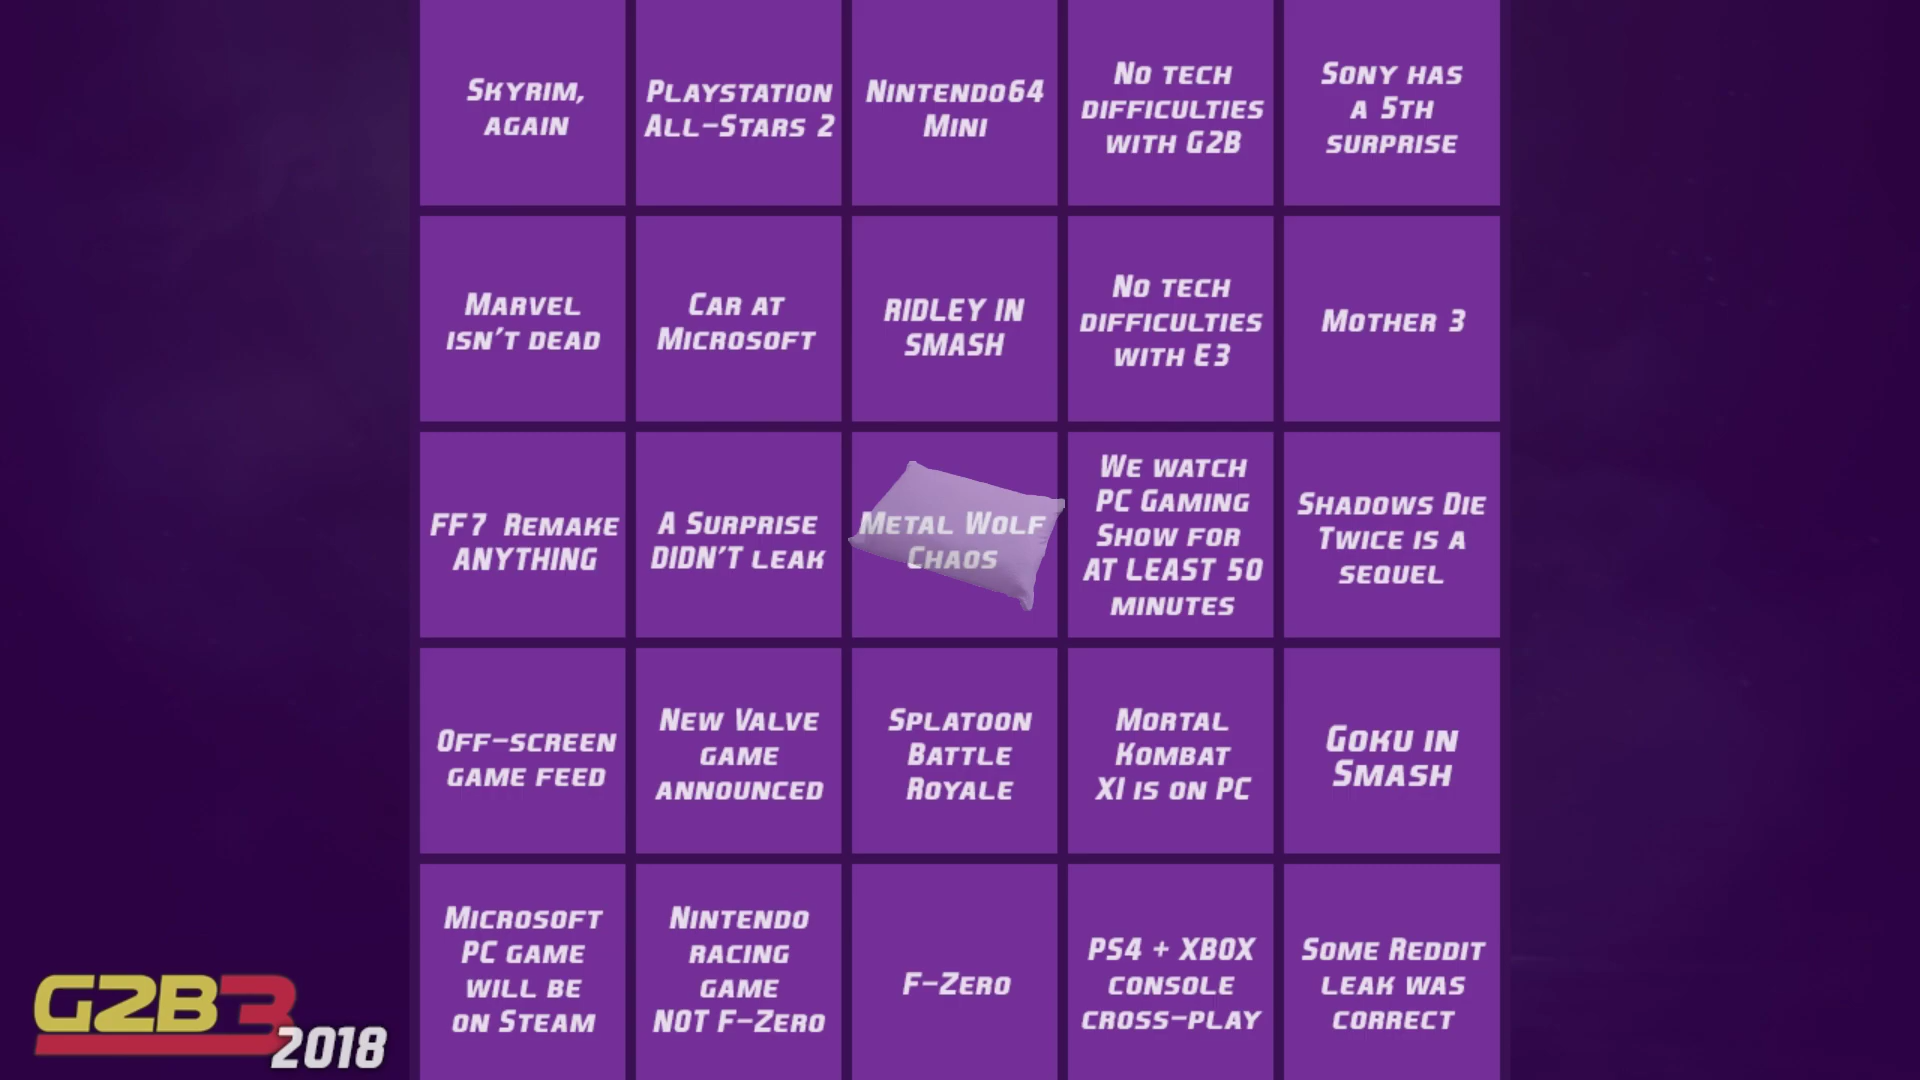 Skyrim,
again
PlayStation
All-Stars 2
Nintendo64
Mini
No tech
difficulties
with G2B
Sony has
a 5th
surprise
Marvel
isn't dead
Car at
Microsoft
RIDLEY IN
SMASH
No tech
difficulties
with E3
Mother 3
FF7 Remake
ANYTHING
A Surprise
DIDN'T leak
Metal Wolf
Chaos
We watch
PC Gaming
Show for
AT LEAST 50
minutes
Shadows Die
Twice is a
sequel
Off-screen
game feed
New Valve
game
announced
Splatoon
Battle
Royale
Mortal
Kombat
XI is on PC
Goku in
Smash
Microsoft
PC game
will be
on Steam
Nintendo
racing
game
NOT F-Zero
F-Zero
PS4 + XBOX
console
cross-play
Some Reddit
leak was
correct
G2B3
2018